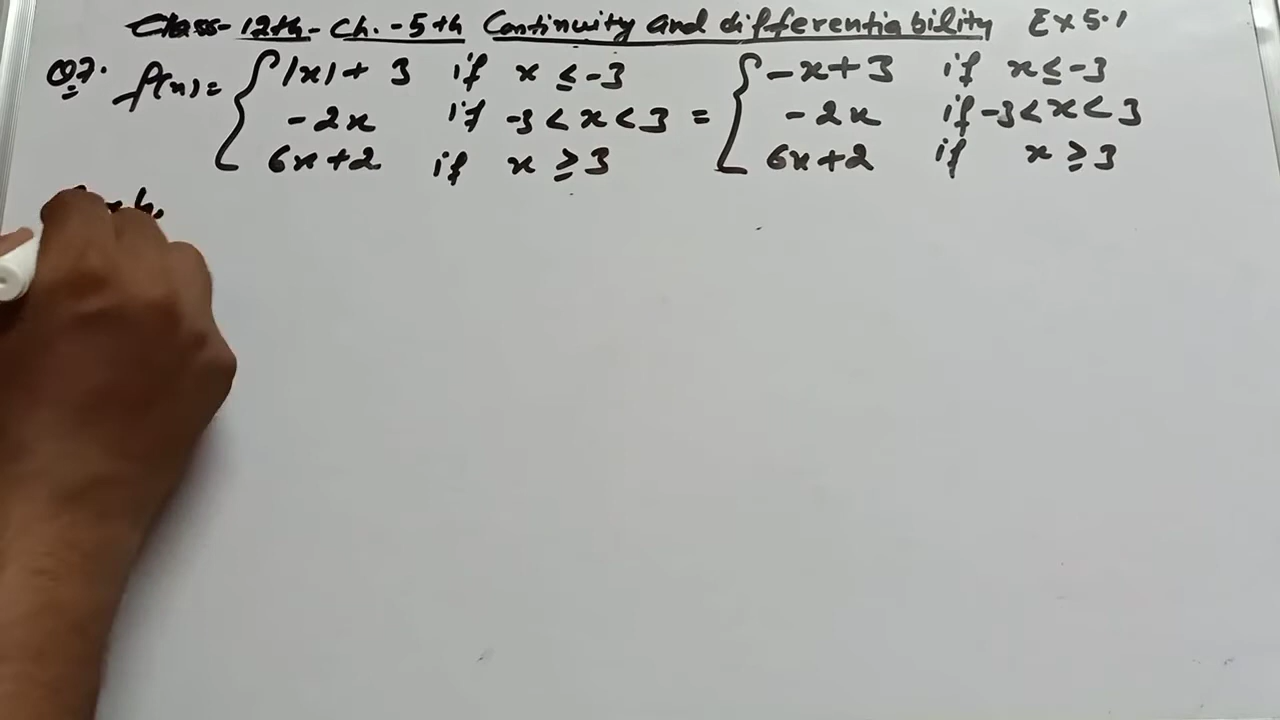 Class-12th-Ch.-5th Continuity and differentiability Ex 5.1
Q7. f(x)= { |x|+ 3 if x ≤ -3 = { -x+3 if x ≤ -3
-2x if -3<x<3 -2x if -3<x<3
6x+2 if x ≥ 3 6x+2 if x ≥ 3